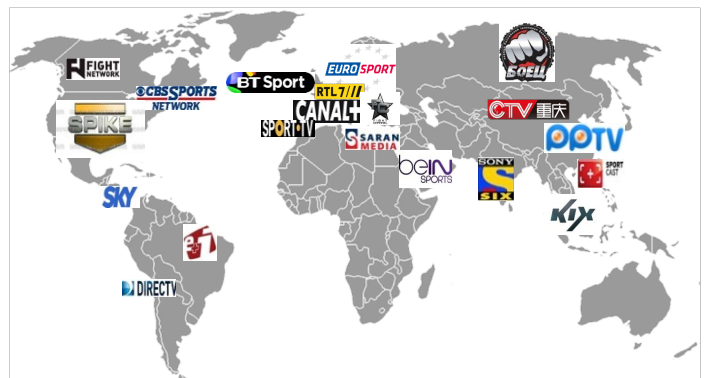 БОЕЦ
FIGHT
NETWORK
EUROSPORT
BT Sport
CBS SPORTS
NETWORK
RTL 7
CANAL+
CTV 重庆
SPIKE
SPORT·TV
SARAN
MEDIA
PPTV
beIN
SPORTS
SONY
SIX
SPORT
CAST
SKY
KIX
DIRECTV